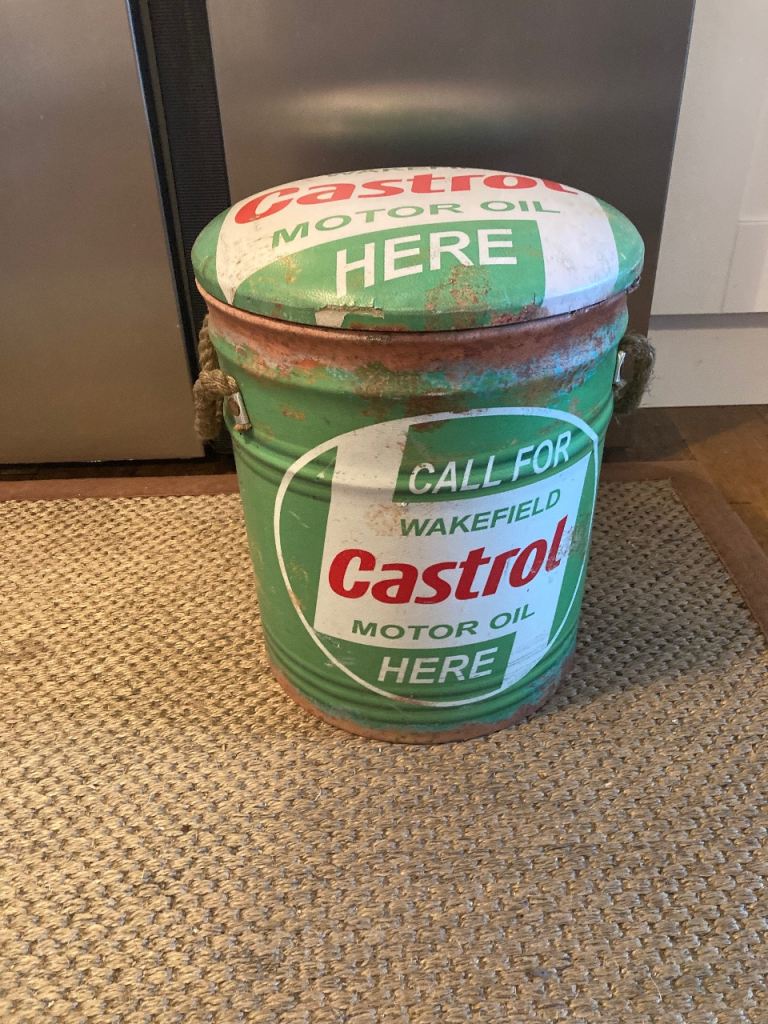 Castrol
MOTOR OIL
HERE
CALL FOR
WAKEFIELD
Castrol
MOTOR OIL
HERE